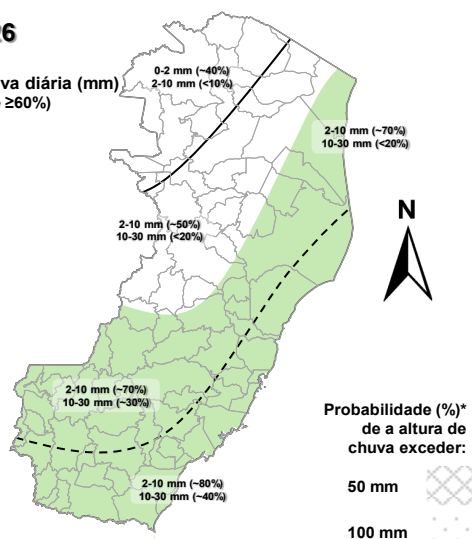 26
va diária (mm)
≥60%)
0-2 mm (~40%)
2-10 mm (<10%)
2-10 mm (~70%)
10-30 mm (<20%)
2-10 mm (~50%)
10-30 mm (<20%)
N
2-10 mm (~70%)
10-30 mm (~30%)
2-10 mm (~80%)
10-30 mm (~40%)
Probabilidade (%)*
de a altura de
chuva exceder:
50 mm
100 mm